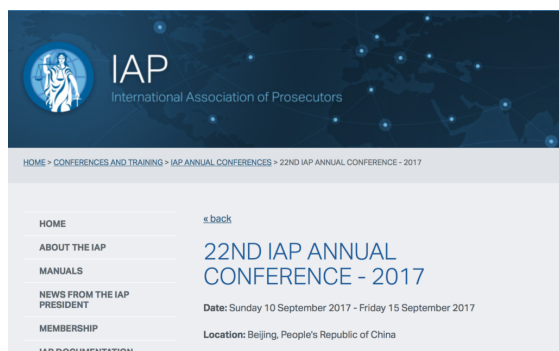 IAP
International Association of Prosecutors
HOME > CONFERENCES AND TRAINING > IAP ANNUAL CONFERENCES > 22ND IAP ANNUAL CONFERENCE - 2017
« back
HOME
ABOUT THE IAP
MANUALS
NEWS FROM THE IAP
PRESIDENT
MEMBERSHIP
IAP DOCUMENTATION
22ND IAP ANNUAL
CONFERENCE - 2017
Date: Sunday 10 September 2017 - Friday 15 September 2017
Location: Beijing, People's Republic of China